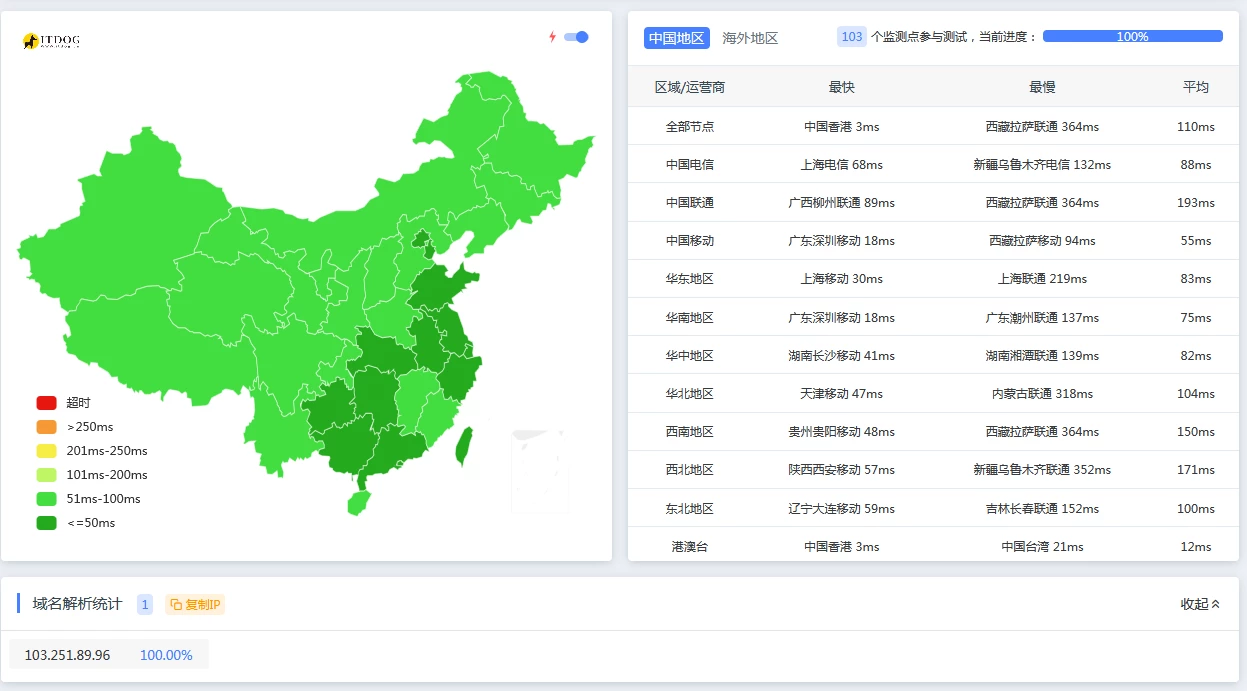 ITDOG
超时
>250ms
201ms-250ms
101ms-200ms
51ms-100ms
<=50ms
中国地区 海外地区 103 个监测点参与测试，当前进度： 100%
区域/运营商 最快 最慢 平均
全部节点 中国香港 3ms 西藏拉萨联通 364ms 110ms
中国电信 上海电信 68ms 新疆乌鲁木齐电信 132ms 88ms
中国联通 广西柳州联通 89ms 西藏拉萨联通 364ms 193ms
中国移动 广东深圳移动 18ms 西藏拉萨移动 94ms 55ms
华东地区 上海移动 30ms 上海联通 219ms 83ms
华南地区 广东深圳移动 18ms 广东潮州联通 137ms 75ms
华中地区 湖南长沙移动 41ms 湖南湘潭联通 139ms 82ms
华北地区 天津移动 47ms 内蒙古联通 318ms 104ms
西南地区 贵州贵阳移动 48ms 西藏拉萨联通 364ms 150ms
西北地区 陕西西安移动 57ms 新疆乌鲁木齐联通 352ms 171ms
东北地区 辽宁大连移动 59ms 吉林长春联通 152ms 100ms
港澳台 中国香港 3ms 中国台湾 21ms 12ms
域名解析统计 1 复制IP 收起
103.251.89.96 100.00%